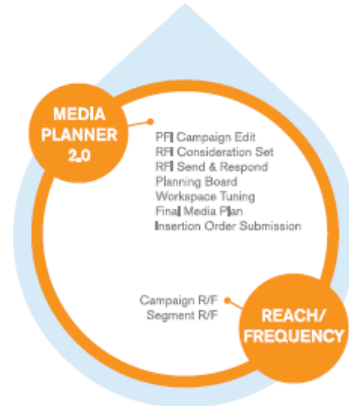 MEDIA
PLANNER
2.0
PFI Campaign Edit
RFI Consideration Set
RFI Send & Respond
Planning Board
Workspace Tuning
Final Media Plan
Insertion Order Submission
Campaign R/F
Segment R/F
REACH/
FREQUENCY